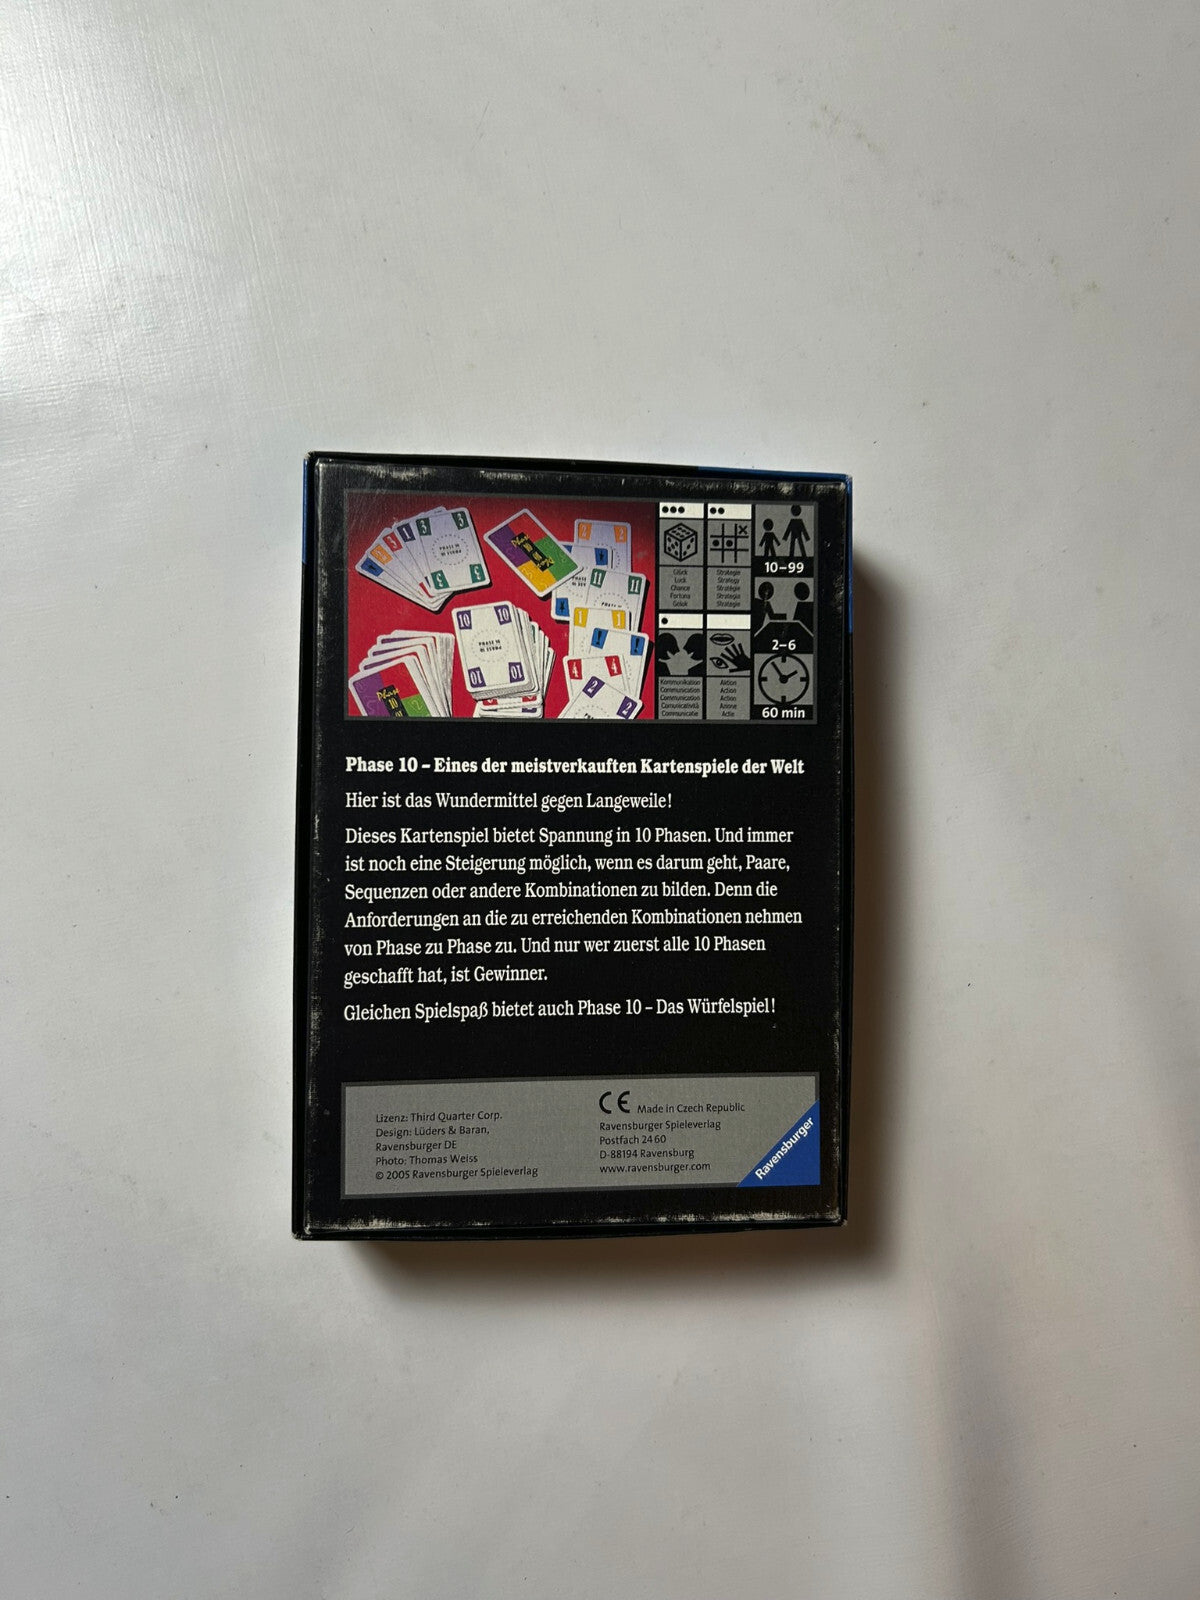 10–99
2–6
60 min
Glück
Luck
Chance
Fortuna
Geluk
Strategie
Strategy
Stratégie
Strategia
Strategie
Kommunikation
Communication
Communication
Comunicatività
Communicatie
Aktion
Action
Action
Azione
Actie
Phase 10 – Eines der meistverkauften Kartenspiele der Welt
Hier ist das Wundermittel gegen Langeweile!
Dieses Kartenspiel bietet Spannung in 10 Phasen. Und immer
ist noch eine Steigerung möglich, wenn es darum geht, Paare,
Sequenzen oder andere Kombinationen zu bilden. Denn die
Anforderungen an die zu erreichenden Kombinationen nehmen
von Phase zu Phase zu. Und nur wer zuerst alle 10 Phasen
geschafft hat, ist Gewinner.
Gleichen Spielspaß bietet auch Phase 10 – Das Würfelspiel!
Lizenz: Third Quarter Corp.
Design: Lüders & Baran,
Ravensburger DE
Photo: Thomas Weiss
© 2005 Ravensburger Spieleverlag
CE Made in Czech Republic
Ravensburger Spieleverlag
Postfach 24 60
D-88194 Ravensburg
www.ravensburger.com
Ravensburger